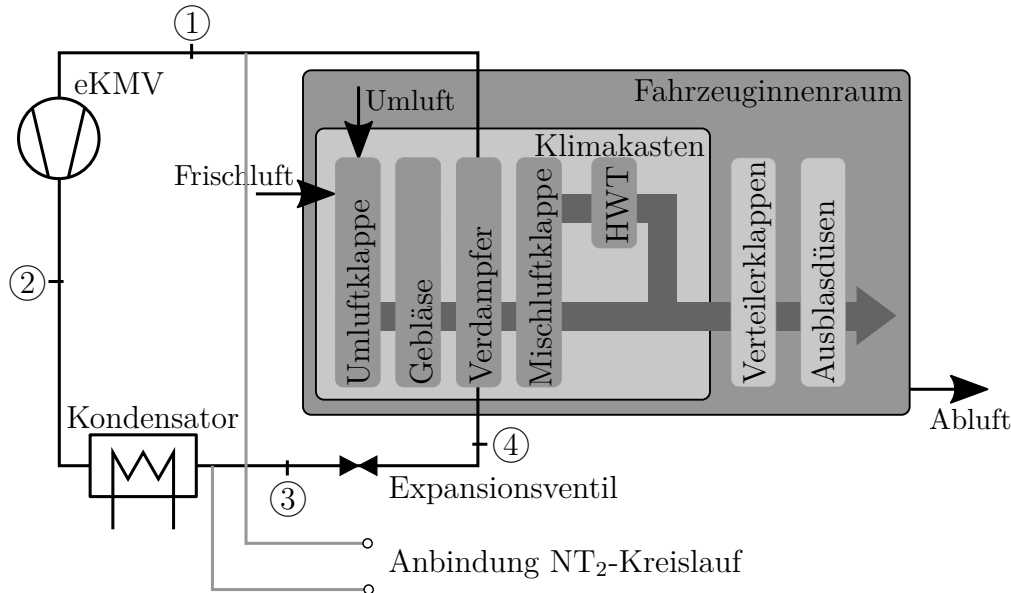 1
eKMV
Fahrzeuginnenraum
Umluft
Klimakasten
Frischluft
Umluftklappe
Gebläse
Verdampfer
Mischluftklappe
HWT
Verteilerklappen
Ausblasdüsen
2
Abluft
Kondensator
4
3
Expansionsventil
Anbindung NT₂-Kreislauf